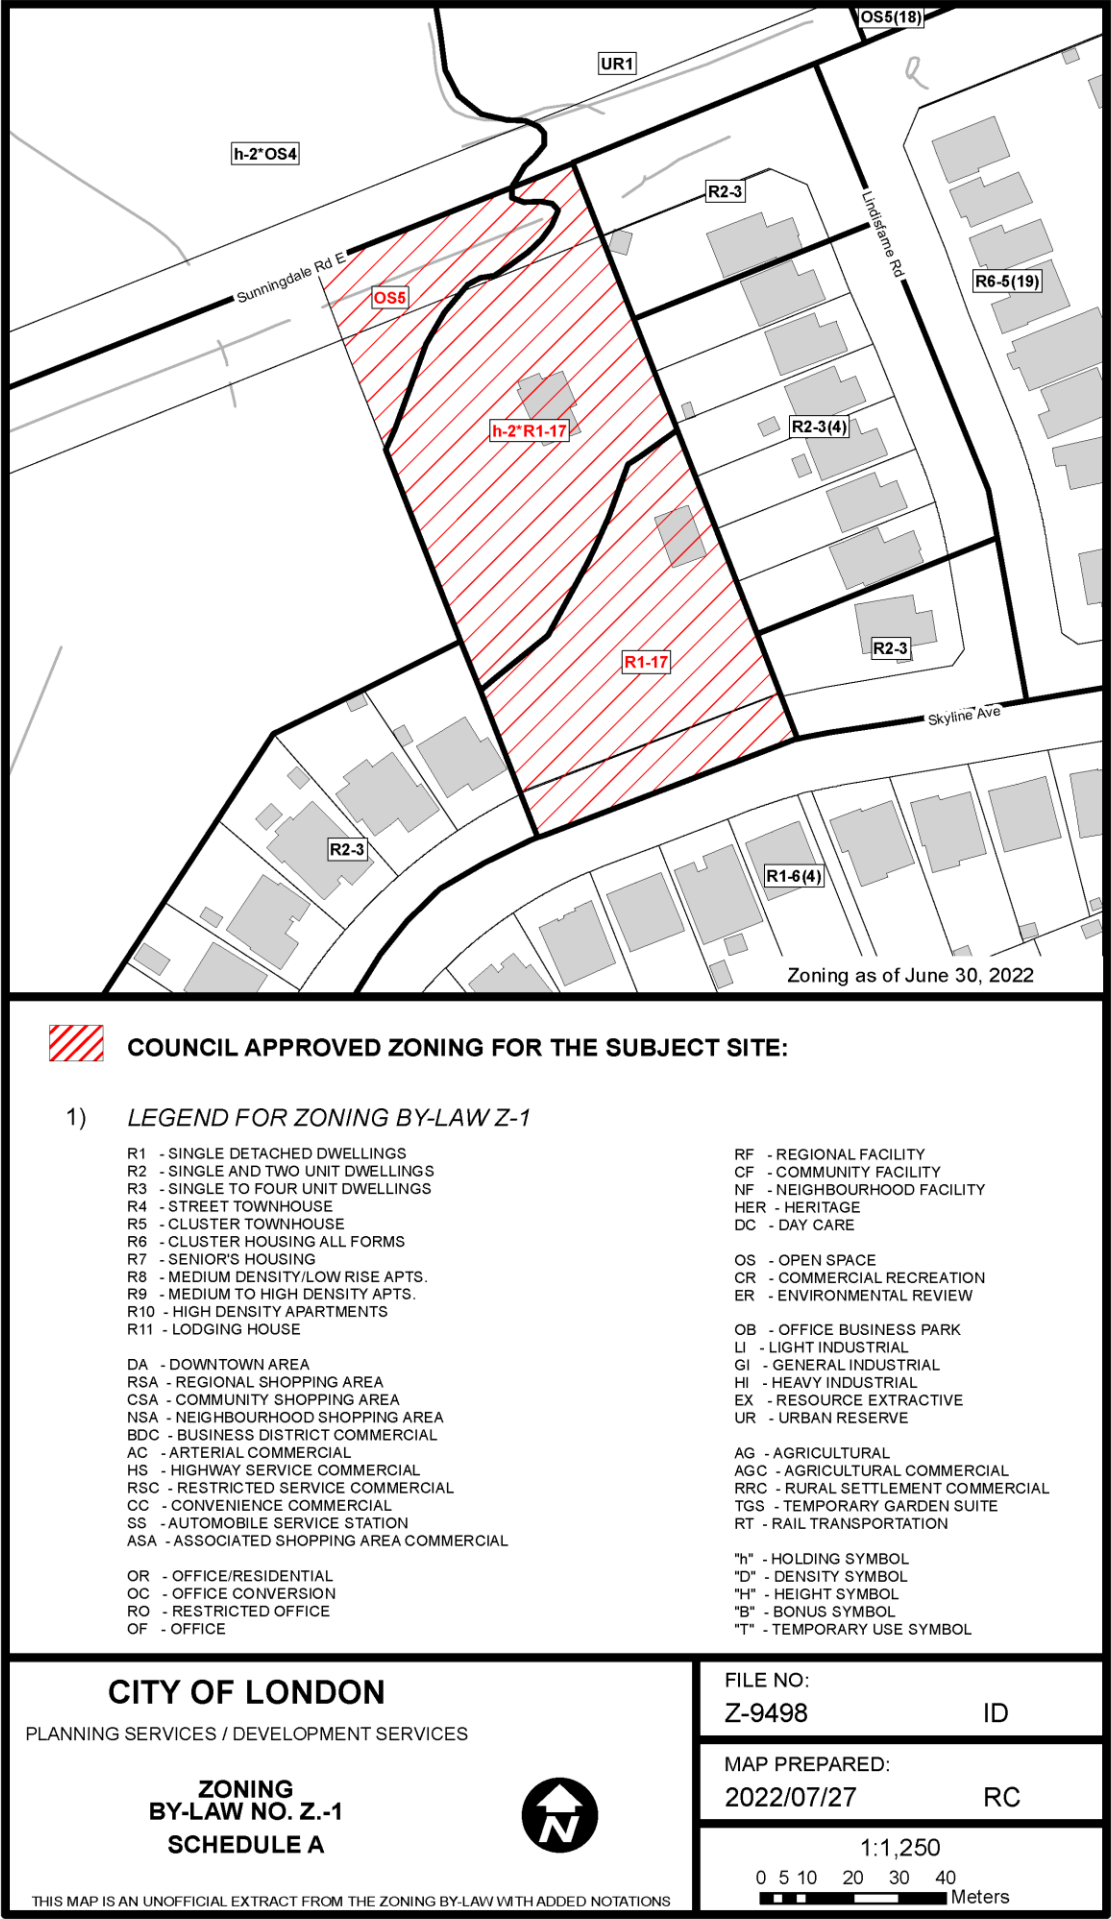 OS5(18)
UR1
h-2*OS4
R2-3
Lindisfarne Rd
Sunningdale Rd E
R6-5(19)
OS5
h-2*R1-17
R2-3(4)
R1-17
R2-3
Skyline Ave
R2-3
R1-6(4)
Zoning as of June 30, 2022
COUNCIL APPROVED ZONING FOR THE SUBJECT SITE:
1) LEGEND FOR ZONING BY-LAW Z-1
R1 - SINGLE DETACHED DWELLINGS
R2 - SINGLE AND TWO UNIT DWELLINGS
R3 - SINGLE TO FOUR UNIT DWELLINGS
R4 - STREET TOWNHOUSE
R5 - CLUSTER TOWNHOUSE
R6 - CLUSTER HOUSING ALL FORMS
R7 - SENIOR'S HOUSING
R8 - MEDIUM DENSITY/LOW RISE APTS.
R9 - MEDIUM TO HIGH DENSITY APTS.
R10 - HIGH DENSITY APARTMENTS
R11 - LODGING HOUSE
DA - DOWNTOWN AREA
RSA - REGIONAL SHOPPING AREA
CSA - COMMUNITY SHOPPING AREA
NSA - NEIGHBOURHOOD SHOPPING AREA
BDC - BUSINESS DISTRICT COMMERCIAL
AC - ARTERIAL COMMERCIAL
HS - HIGHWAY SERVICE COMMERCIAL
RSC - RESTRICTED SERVICE COMMERCIAL
CC - CONVENIENCE COMMERCIAL
SS - AUTOMOBILE SERVICE STATION
ASA - ASSOCIATED SHOPPING AREA COMMERCIAL
OR - OFFICE/RESIDENTIAL
OC - OFFICE CONVERSION
RO - RESTRICTED OFFICE
OF - OFFICE
RF - REGIONAL FACILITY
CF - COMMUNITY FACILITY
NF - NEIGHBOURHOOD FACILITY
HER - HERITAGE
DC - DAY CARE
OS - OPEN SPACE
CR - COMMERCIAL RECREATION
ER - ENVIRONMENTAL REVIEW
OB - OFFICE BUSINESS PARK
LI - LIGHT INDUSTRIAL
GI - GENERAL INDUSTRIAL
HI - HEAVY INDUSTRIAL
EX - RESOURCE EXTRACTIVE
UR - URBAN RESERVE
AG - AGRICULTURAL
AGC - AGRICULTURAL COMMERCIAL
RRC - RURAL SETTLEMENT COMMERCIAL
TGS - TEMPORARY GARDEN SUITE
RT - RAIL TRANSPORTATION
"h" - HOLDING SYMBOL
"D" - DENSITY SYMBOL
"H" - HEIGHT SYMBOL
"B" - BONUS SYMBOL
"T" - TEMPORARY USE SYMBOL
CITY OF LONDON
PLANNING SERVICES / DEVELOPMENT SERVICES
ZONING
BY-LAW NO. Z.-1
SCHEDULE A
N
THIS MAP IS AN UNOFFICIAL EXTRACT FROM THE ZONING BY-LAW WITH ADDED NOTATIONS
FILE NO:
Z-9498 ID
MAP PREPARED:
2022/07/27 RC
1:1,250
0 5 10 20 30 40
Meters